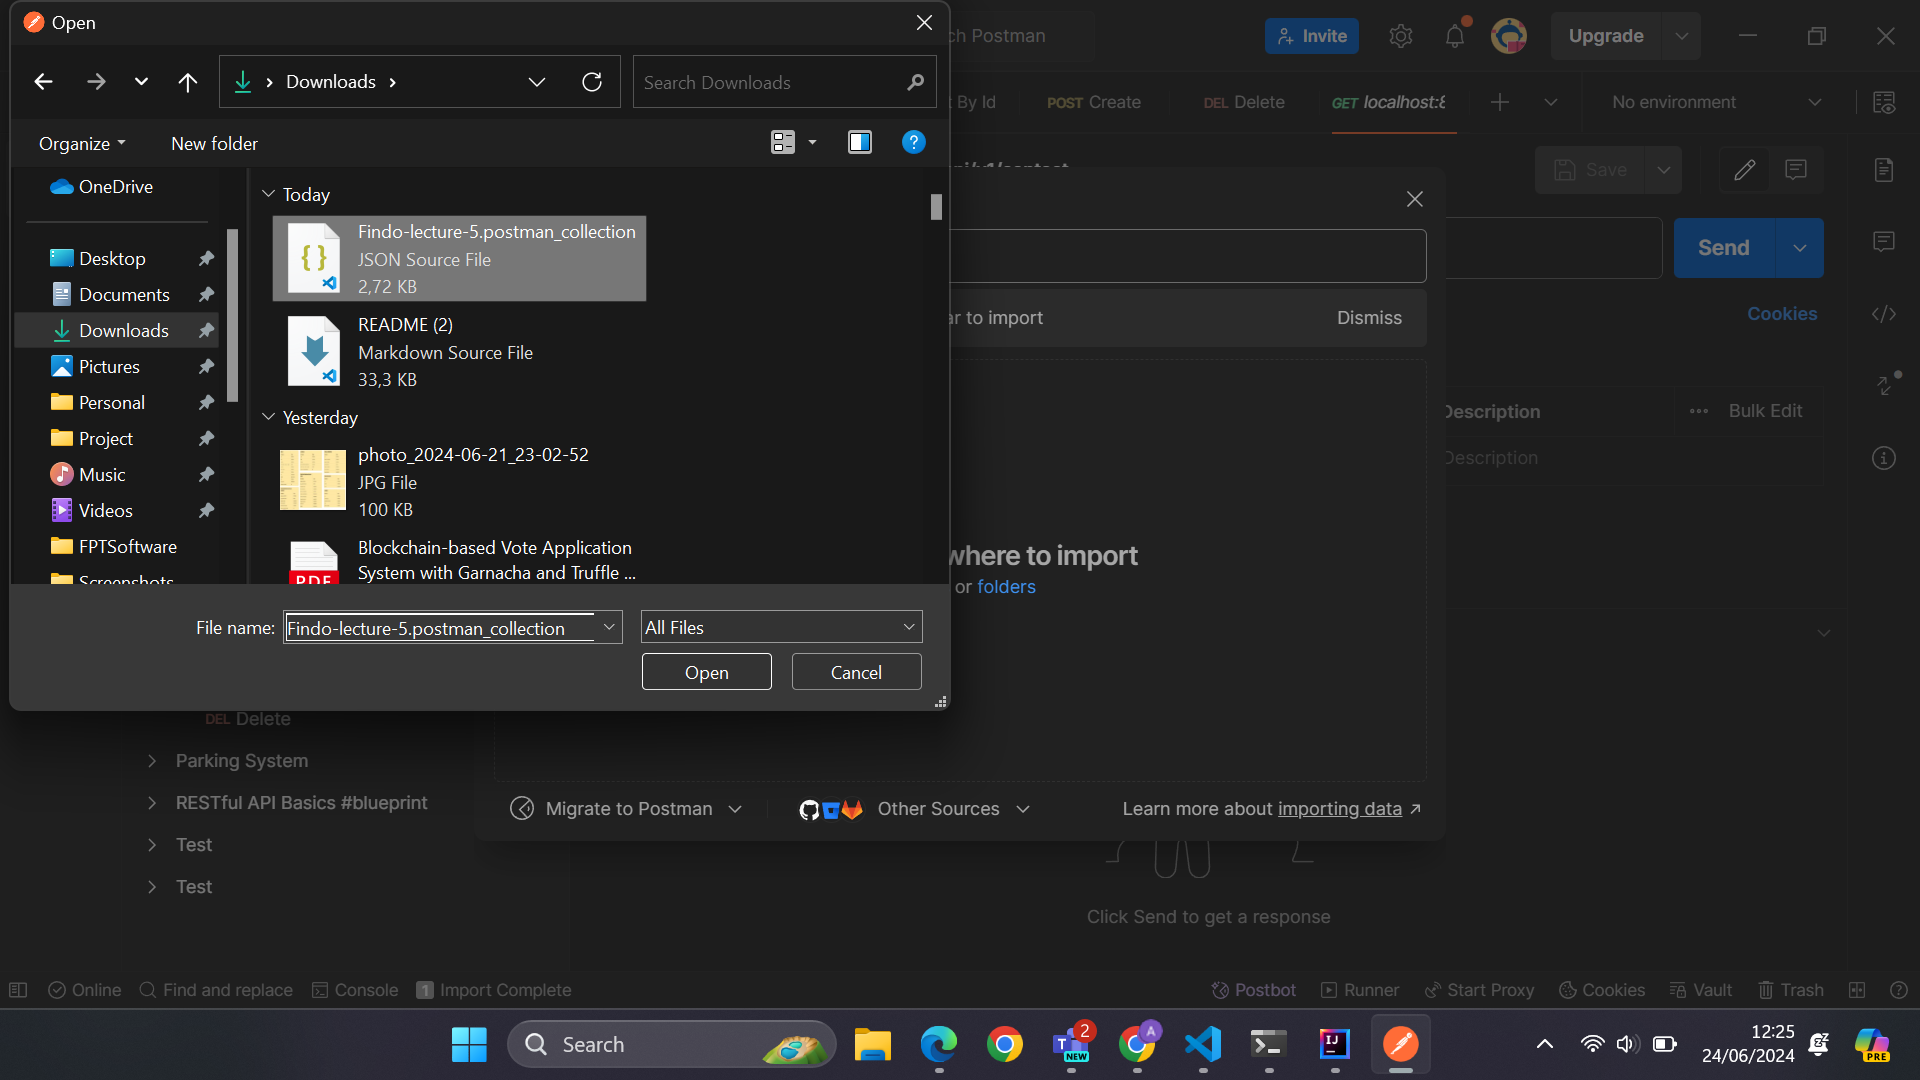 Open
Downloads
Search Downloads
Organize
New folder
OneDrive
Desktop
Documents
Downloads
Pictures
Personal
Project
Music
Videos
FPTSoftware
Screenshots
Today
Findo-lecture-5.postman_collection
JSON Source File
2,72 KB
README (2)
Markdown Source File
33,3 KB
Yesterday
photo_2024-06-21_23-02-52
JPG File
100 KB
Blockchain-based Vote Application
System with Garnacha and Truffle ...
PDF
File name: Findo-lecture-5.postman_collection
All Files
Open
Cancel
ch Postman
Invite
Upgrade
t By Id
POST Create
DEL Delete
GET localhost:8
No environment
Save
Send
Cookies
ar to import
Dismiss
Description
Bulk Edit
Description
where to import
or folders
DEL Delete
Parking System
RESTful API Basics #blueprint
Test
Test
Migrate to Postman
Other Sources
Learn more about importing data
Click Send to get a response
Online
Find and replace
Console
1 Import Complete
Postbot
Runner
Start Proxy
Cookies
Vault
Trash
Search
2
NEW
A
IJ
12:25
24/06/2024
PRE